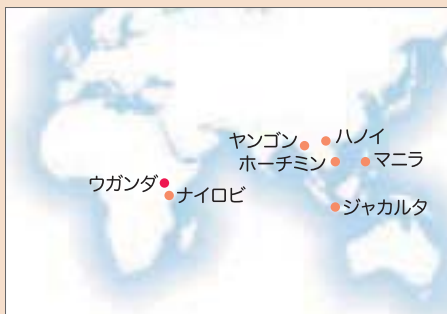 ヤンゴン
ハノイ
ホーチミン
マニラ
ウガンダ
ナイロビ
ジャカルタ